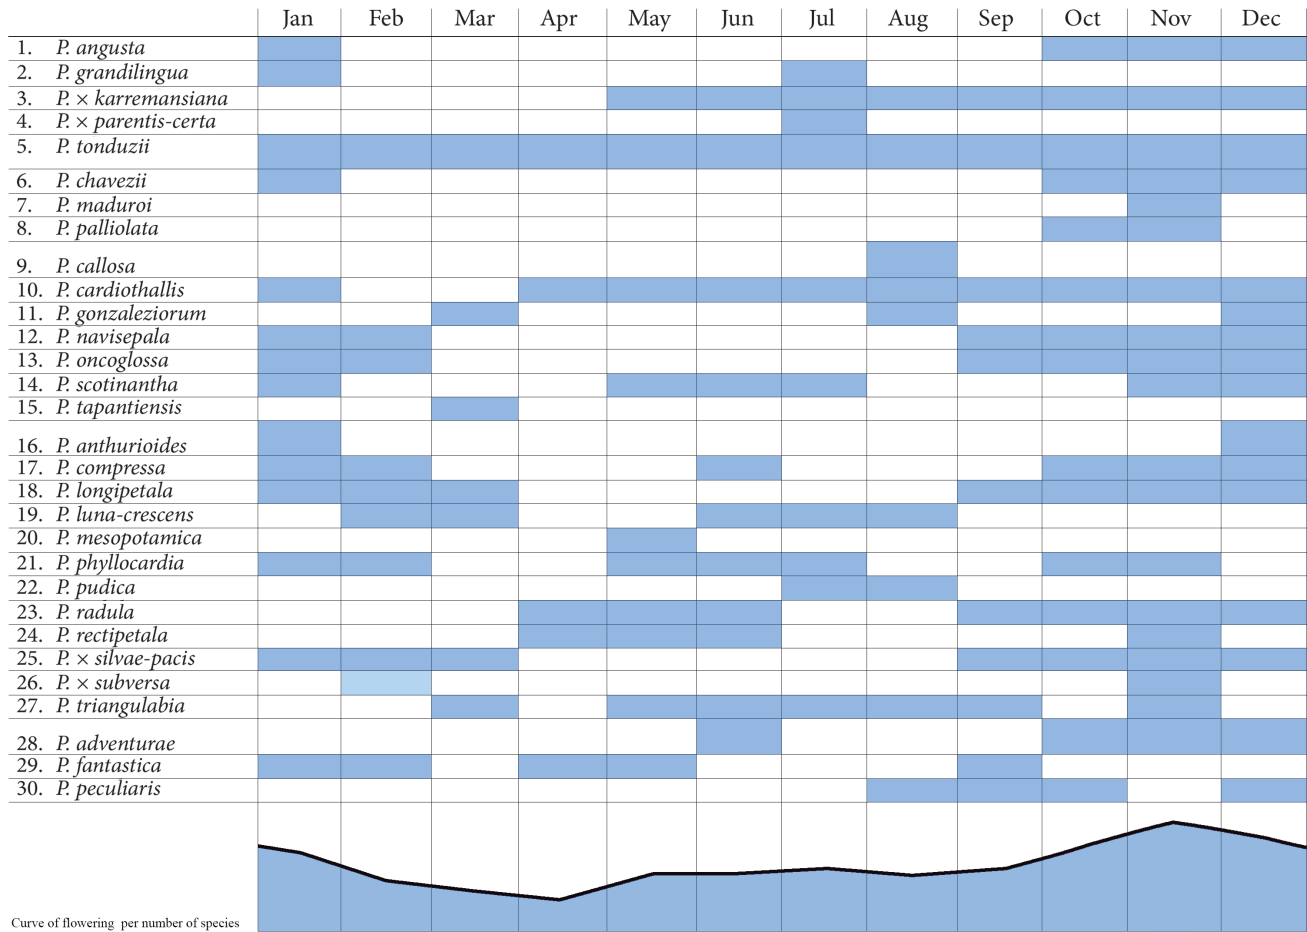 Jan Feb Mar Apr May Jun Jul Aug Sep Oct Nov Dec
1. P. angusta
2. P. grandilingua
3. P. × karremansiana
4. P. × parentis-certa
5. P. tonduzii
6. P. chavezii
7. P. maduroi
8. P. palliolata
9. P. callosa
10. P. cardiothallis
11. P. gonzaleziorum
12. P. navisepala
13. P. oncoglossa
14. P. scotinantha
15. P. tapantiensis
16. P. anthurioides
17. P. compressa
18. P. longipetala
19. P. luna-crescens
20. P. mesopotamica
21. P. phyllocardia
22. P. pudica
23. P. radula
24. P. rectipetala
25. P. × silvae-pacis
26. P. × subversa
27. P. triangulabia
28. P. adventurae
29. P. fantastica
30. P. peculiaris
Curve of flowering per number of species